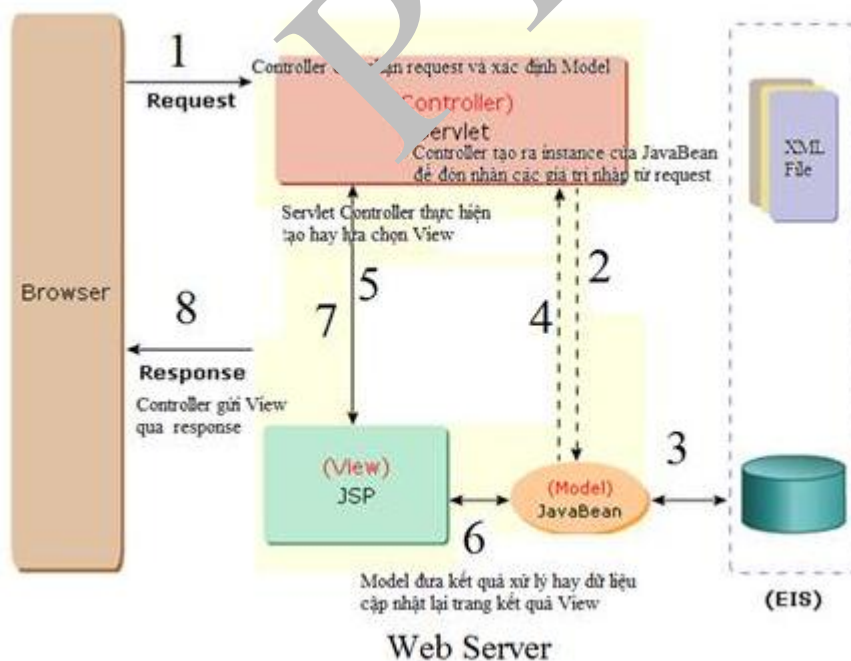 1
Request
Controller nhận request và xác định Model
Controller)
Servlet
Controller tạo ra instance của JavaBean
để đón nhận các giá trị nhập từ request
XML
File
Servlet Controller thực hiện
tạo hay lựa chọn View
2
5
4
7
Browser
8
Response
Controller gửi View
qua response
3
(View)
JSP
(Model)
JavaBean
6
Model đưa kết quả xử lý hay dữ liệu
cập nhật lại trang kết quả View
(EIS)
Web Server